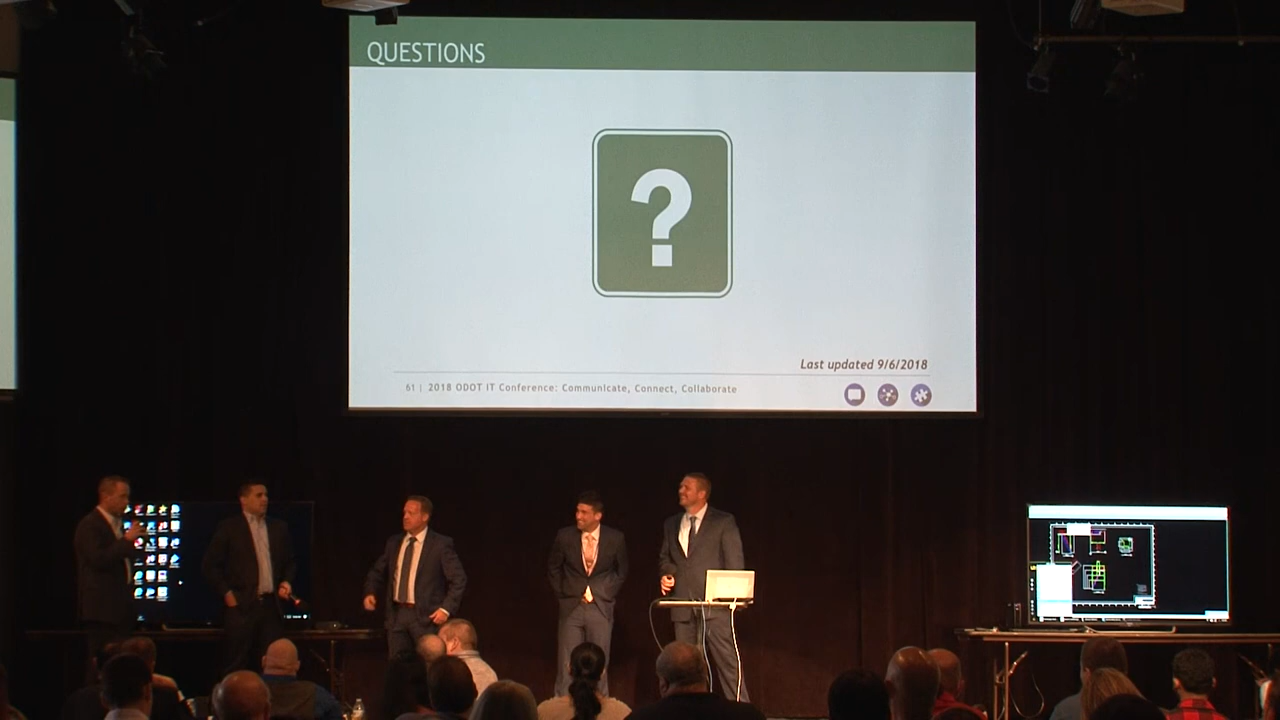 QUESTIONS
?
Last updated 9/6/2018
61 | 2018 ODOT IT Conference: Communicate, Connect, Collaborate